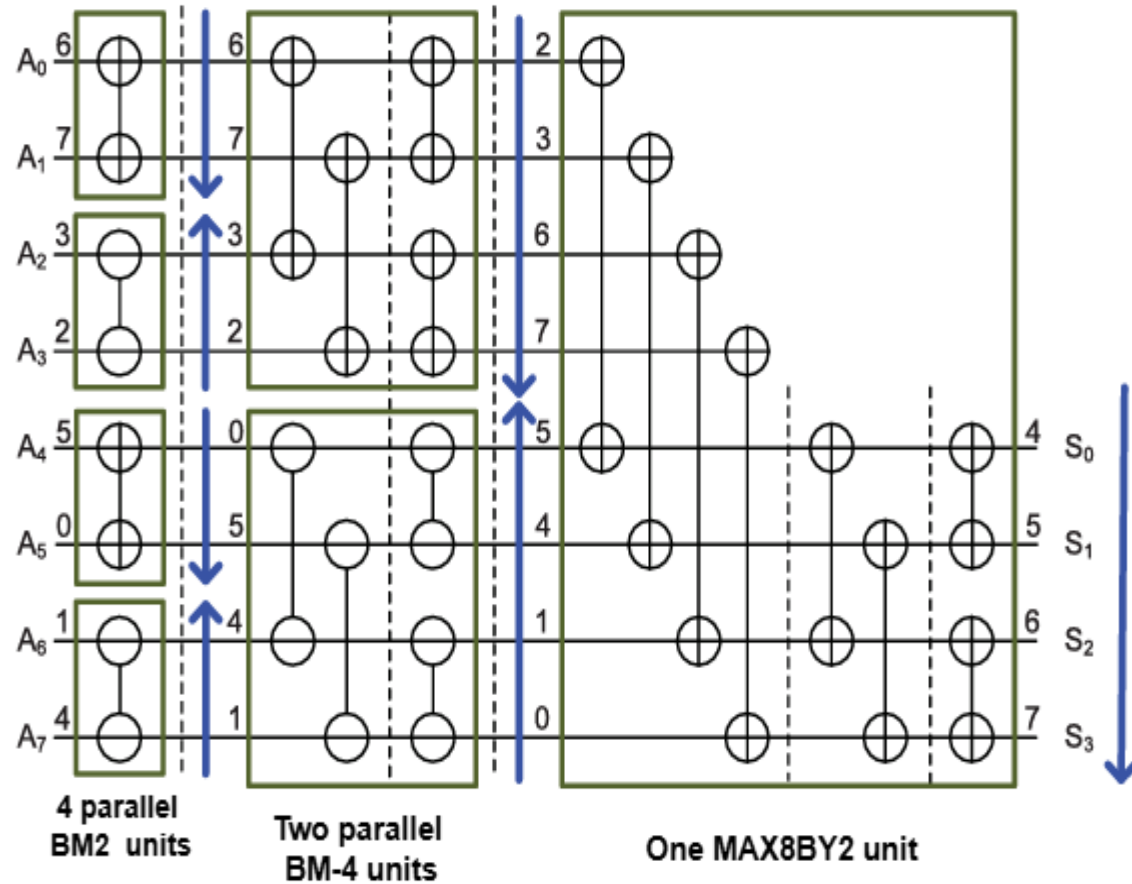 A0 6 6 2
A1 7 7 3
A2 3 3 6
A3 2 2 7
A4 5 0 5 4 S0
A5 0 5 4 5 S1
A6 1 4 1 6 S2
A7 4 1 0 7 S3
4 parallel
BM2 units
Two parallel
BM-4 units
One MAX8BY2 unit